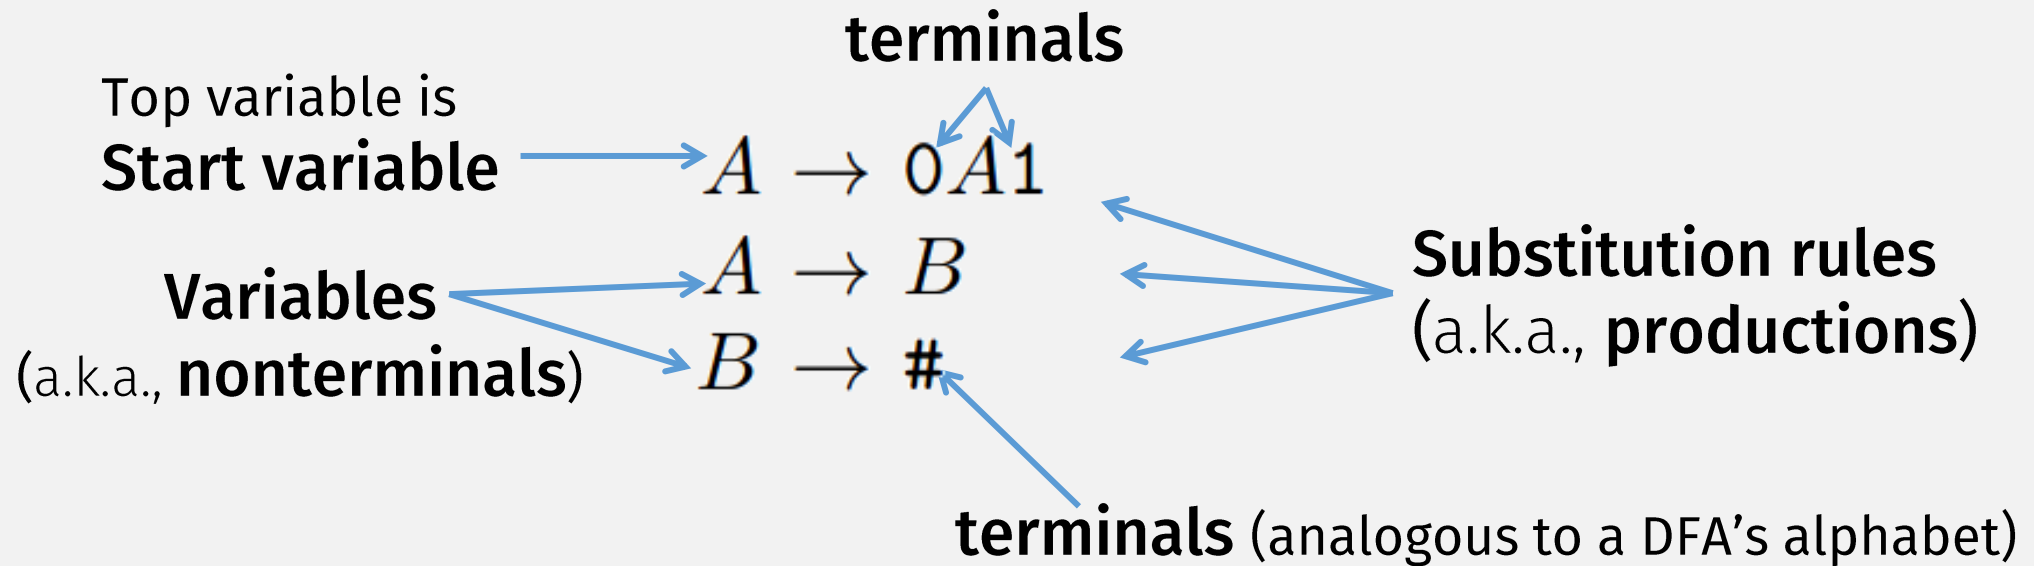 terminals
Top variable is
Start variable
A → 0A1
A → B
B → #
Variables
(a.k.a., nonterminals)
Substitution rules
(a.k.a., productions)
terminals (analogous to a DFA’s alphabet)